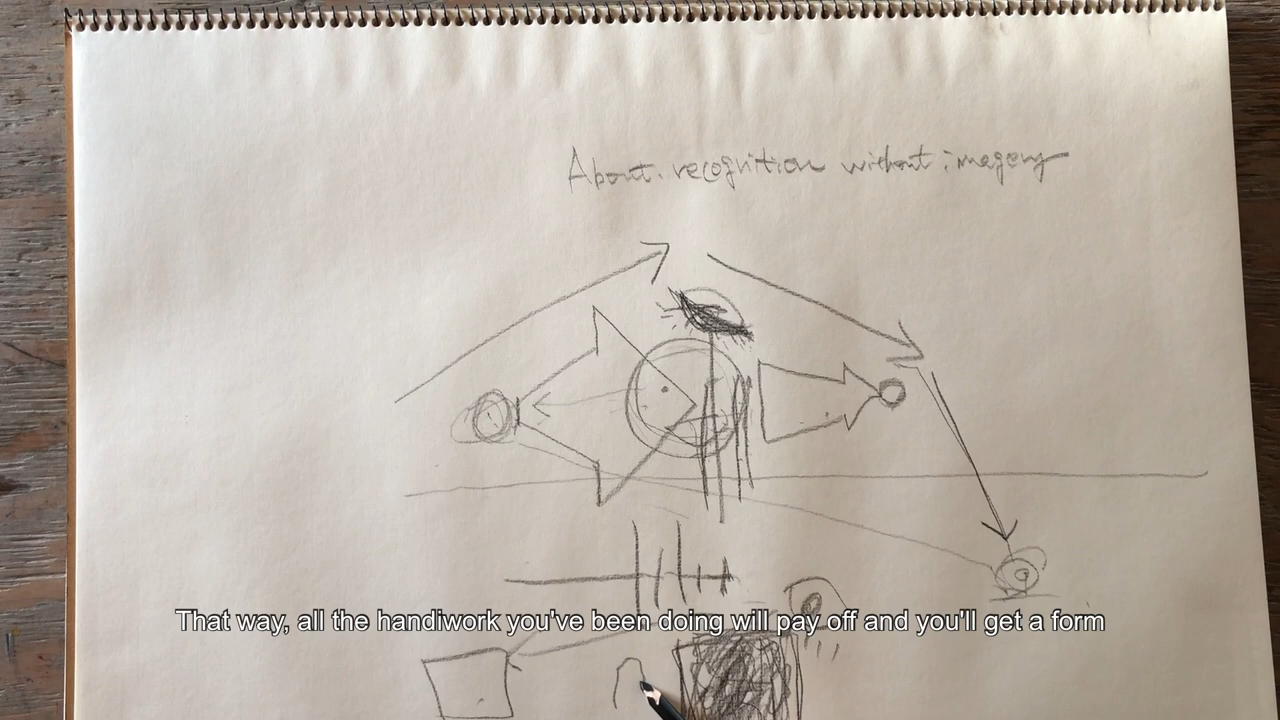 About. recognition without imagery
That way, all the handiwork you've been doing will pay off and you'll get a form